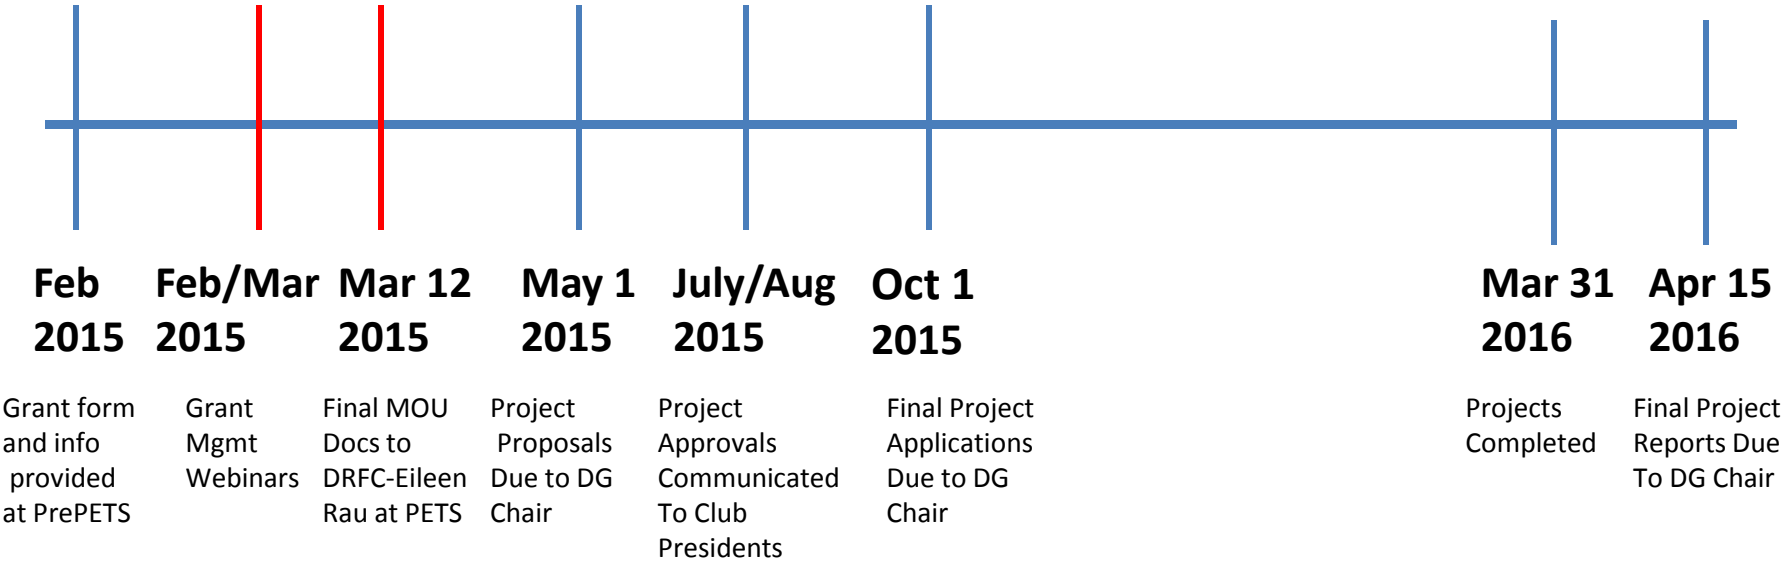 Feb
2015
Feb/Mar
2015
Mar 12
2015
May 1
2015
July/Aug
2015
Oct 1
2015
Mar 31
2016
Apr 15
2016
Grant form
and info
provided
at PrePETS
Grant
Mgmt
Webinars
Final MOU
Docs to
DRFC-Eileen
Rau at PETS
Project
Proposals
Due to DG
Chair
Project
Approvals
Communicated
To Club
Presidents
Final Project
Applications
Due to DG
Chair
Projects
Completed
Final Project
Reports Due
To DG Chair